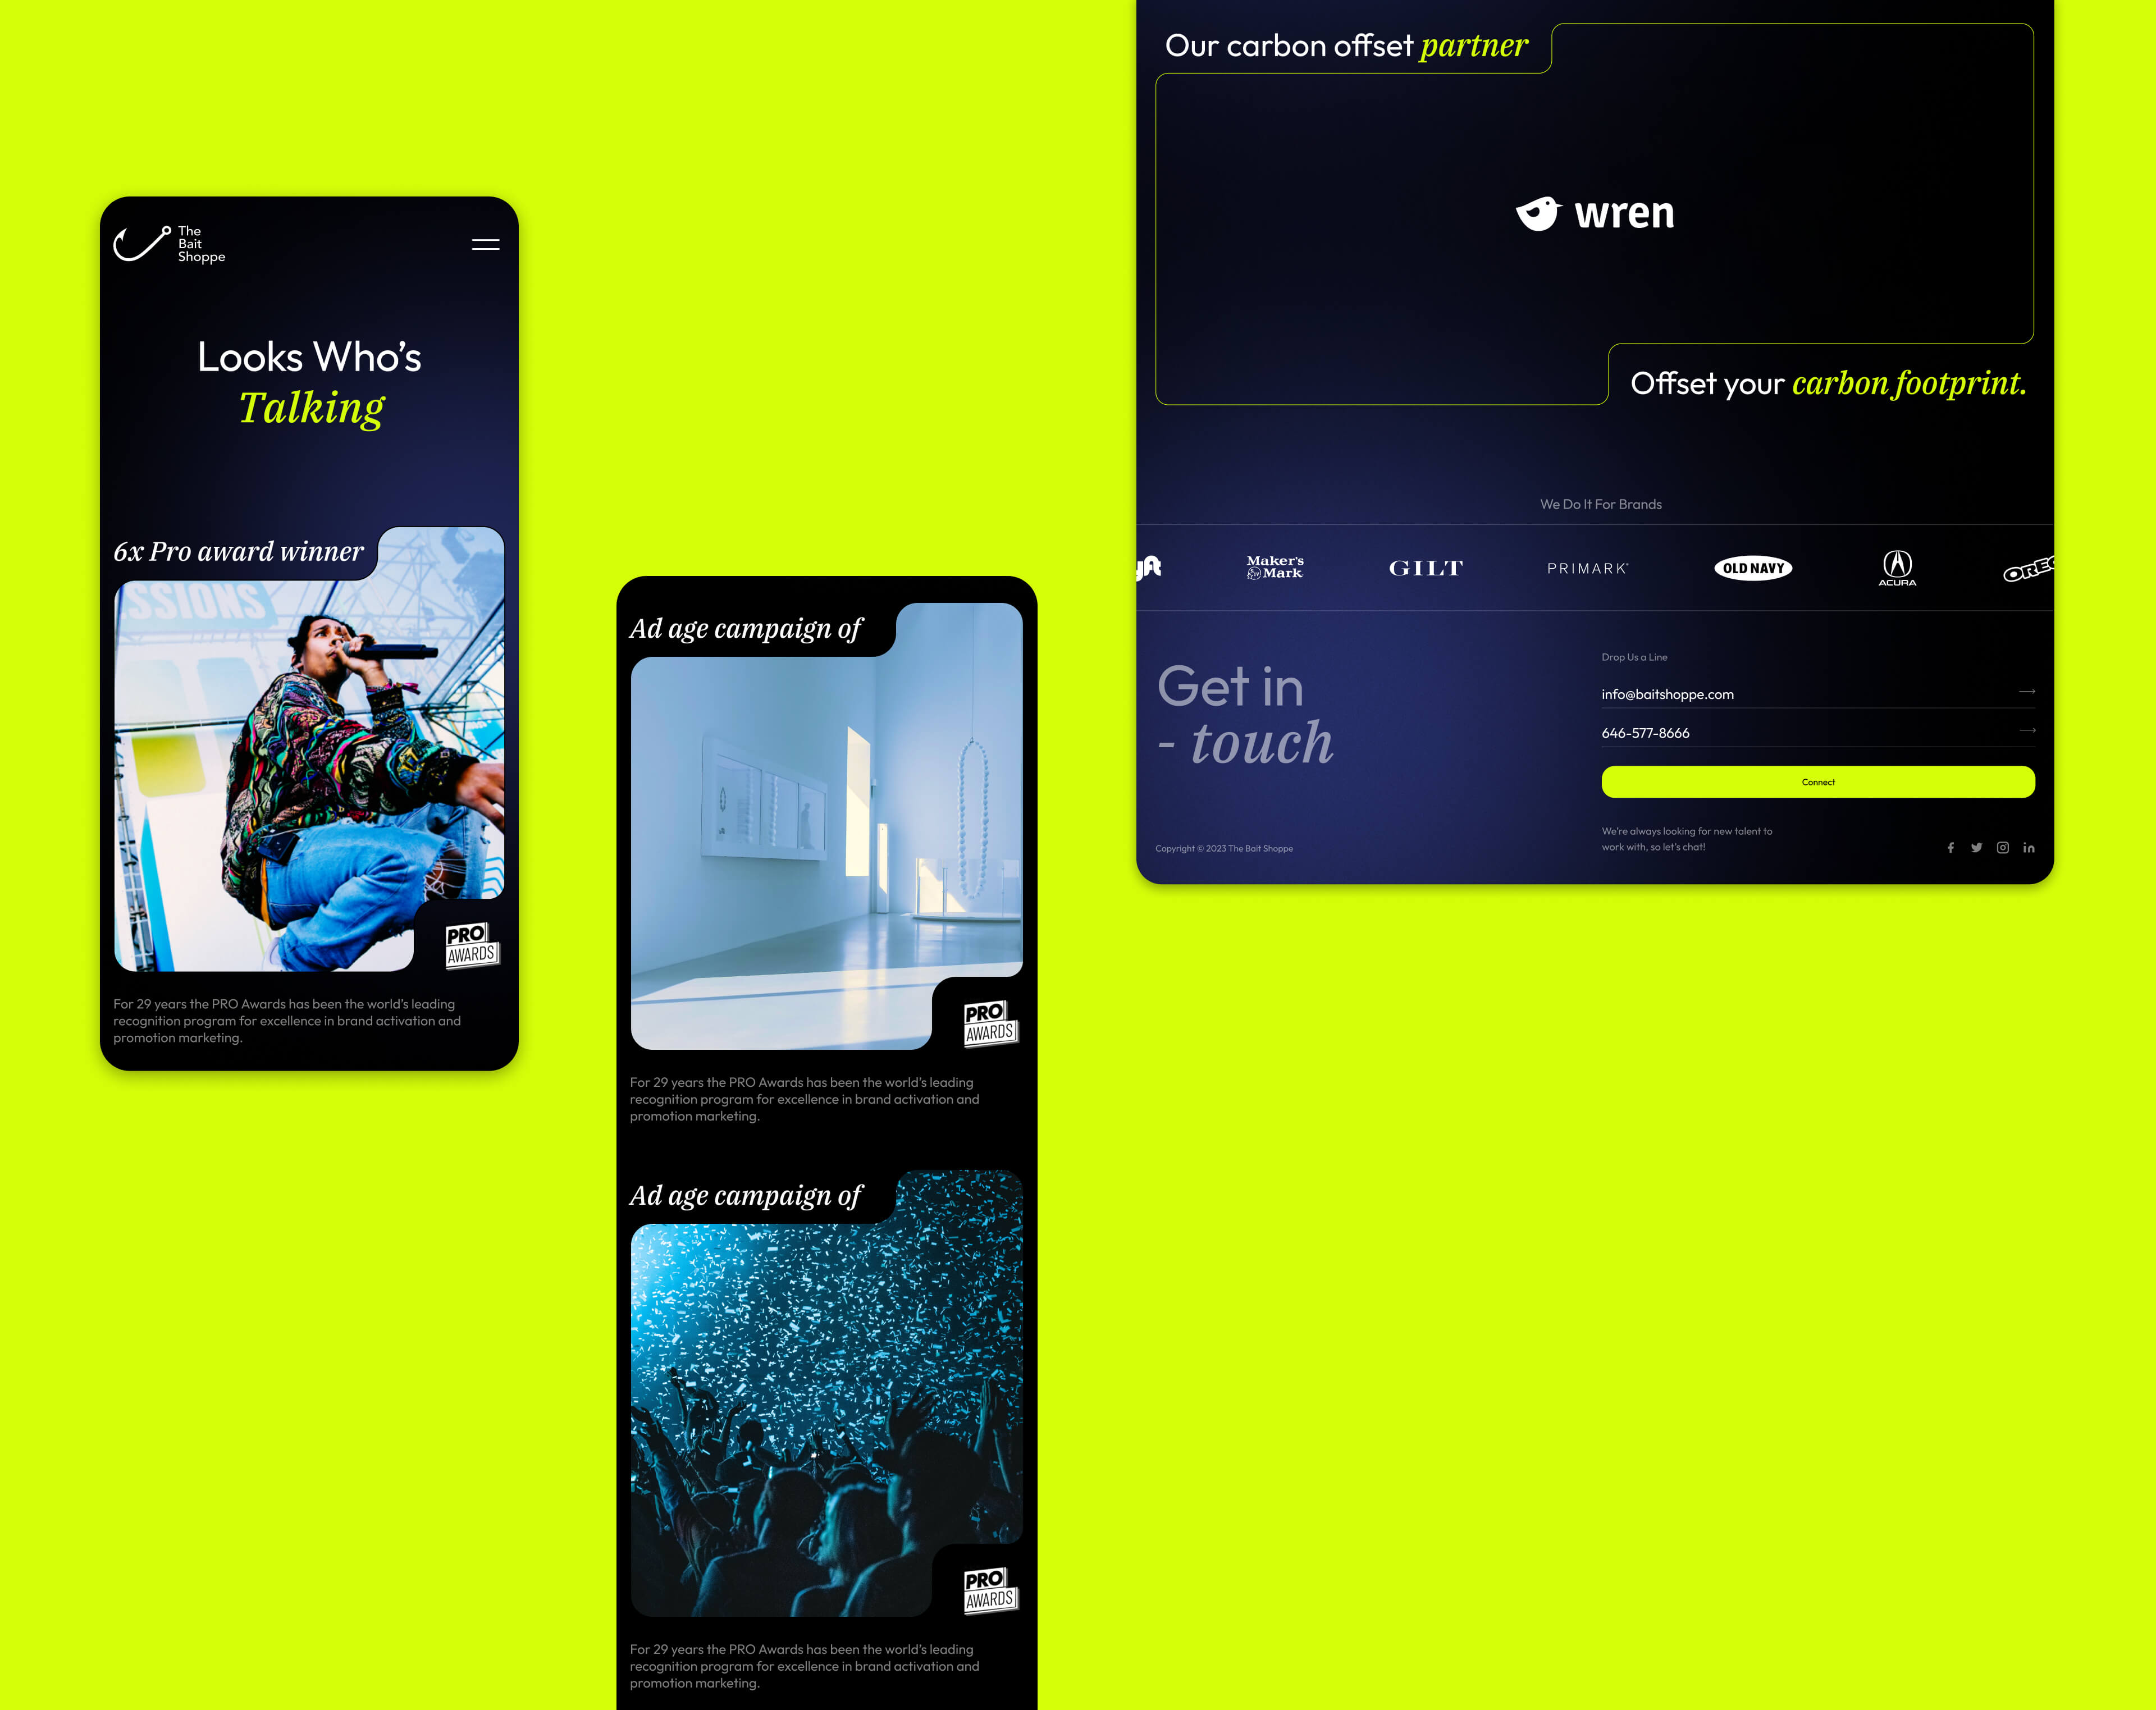 The
Bait
Shoppe
Looks Who’s
Talking
6x Pro award winner
SSIONS
PRO
AWARDS
For 29 years the PRO Awards has been the world’s leading
recognition program for excellence in brand activation and
promotion marketing.
Ad age campaign of
PRO
AWARDS
For 29 years the PRO Awards has been the world’s leading
recognition program for excellence in brand activation and
promotion marketing.
Ad age campaign of
PRO
AWARDS
For 29 years the PRO Awards has been the world’s leading
recognition program for excellence in brand activation and
promotion marketing.
Our carbon offset partner
wren
Offset your carbon footprint.
We Do It For Brands
yft
Maker's
Mark
GILT
PRIMARK
OLD NAVY
ACURA
OREO
Get in
- touch
Drop Us a Line
info@baitshoppe.com
646-577-8666
Connect
We’re always looking for new talent to
work with, so let’s chat!
Copyright © 2023 The Bait Shoppe